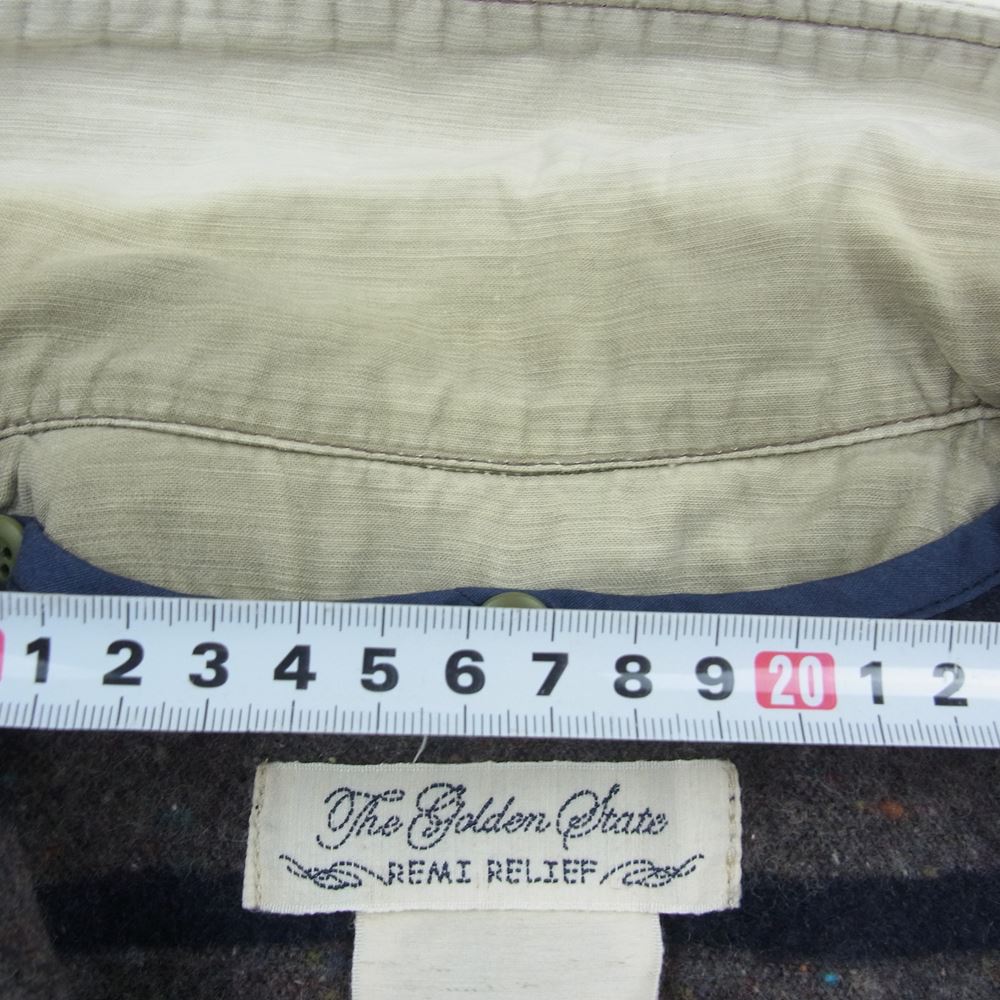 1 2 3 4 5 6 7 8 9 20 1 2
The Golden State
REMI RELIEF